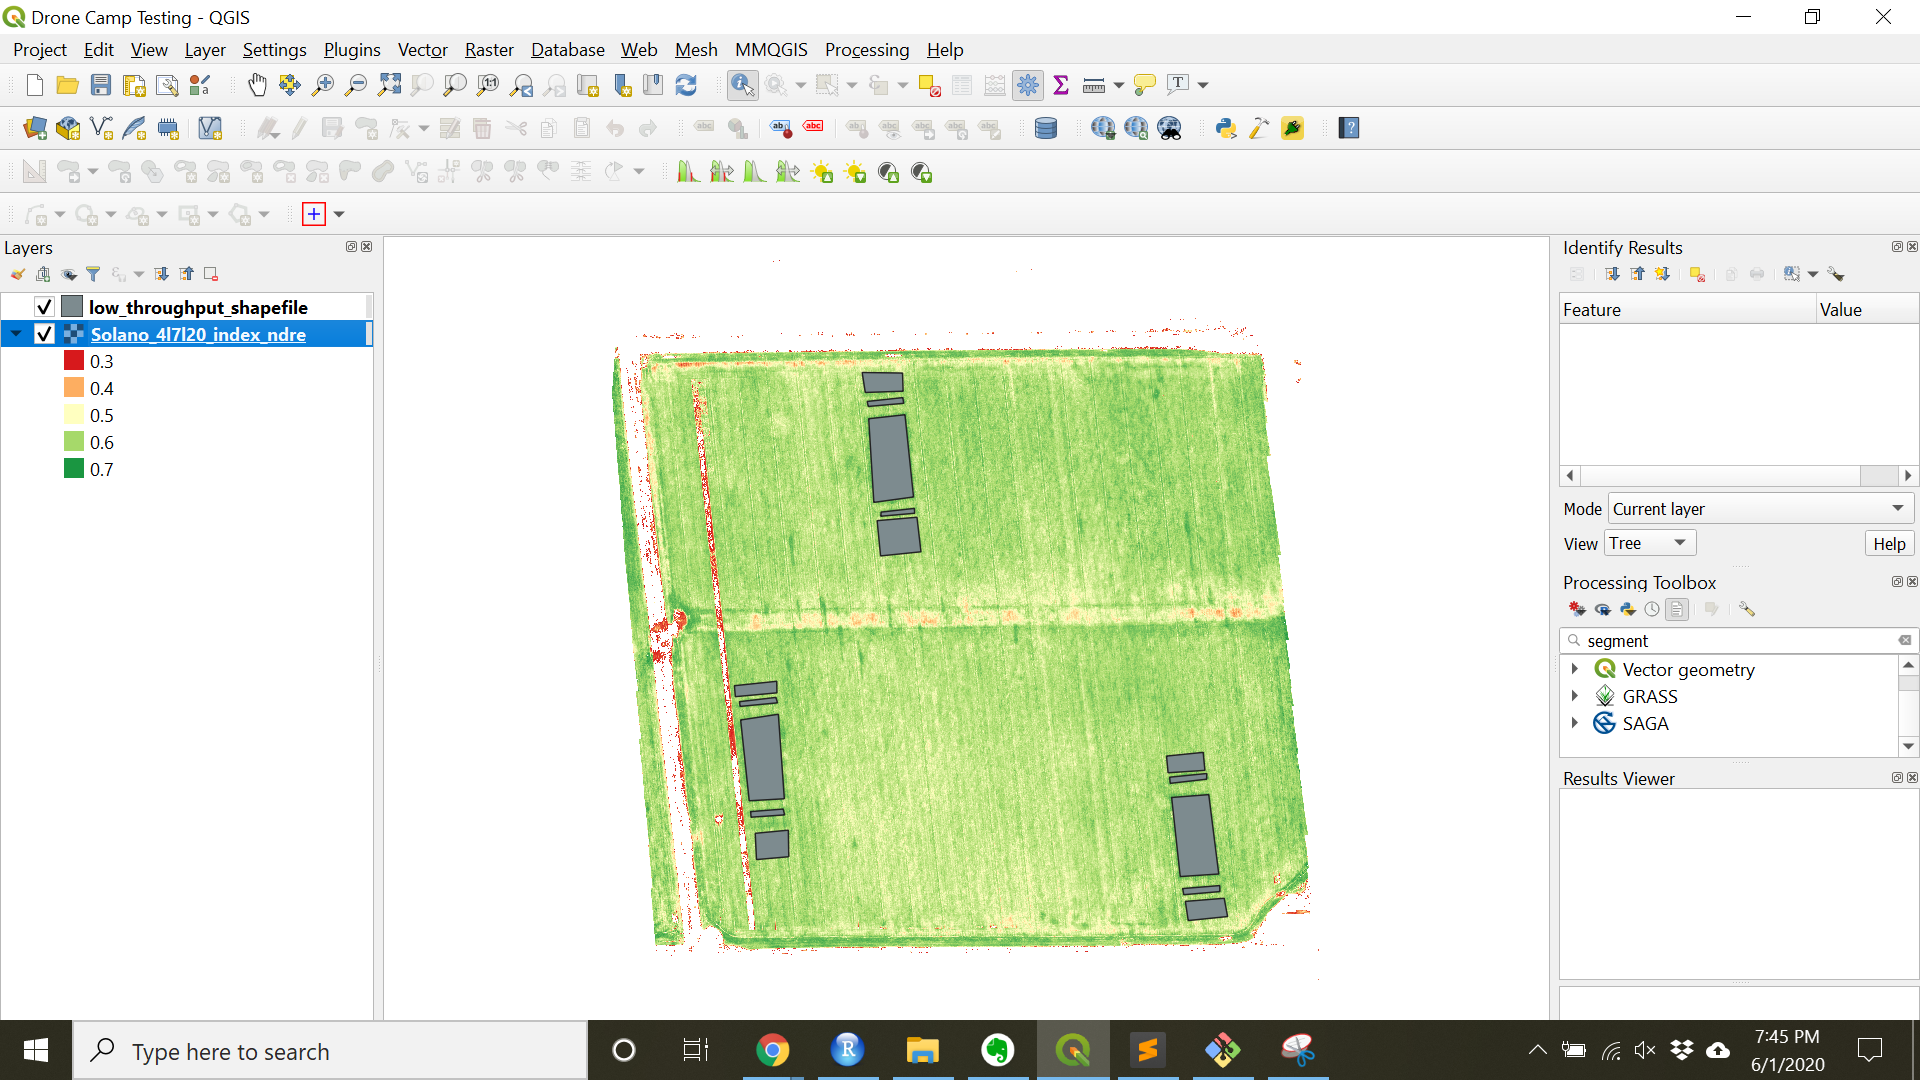 Drone Camp Testing - QGIS
Project Edit View Layer Settings Plugins Vector Raster Database Web Mesh MMQGIS Processing Help
Layers
low_throughput_shapefile
Solano_4l7l20_index_ndre
0.3
0.4
0.5
0.6
0.7
Identify Results
Feature Value
Mode Current layer
View Tree Help
Processing Toolbox
segment
Vector geometry
GRASS
SAGA
Results Viewer
Type here to search
7:45 PM
6/1/2020